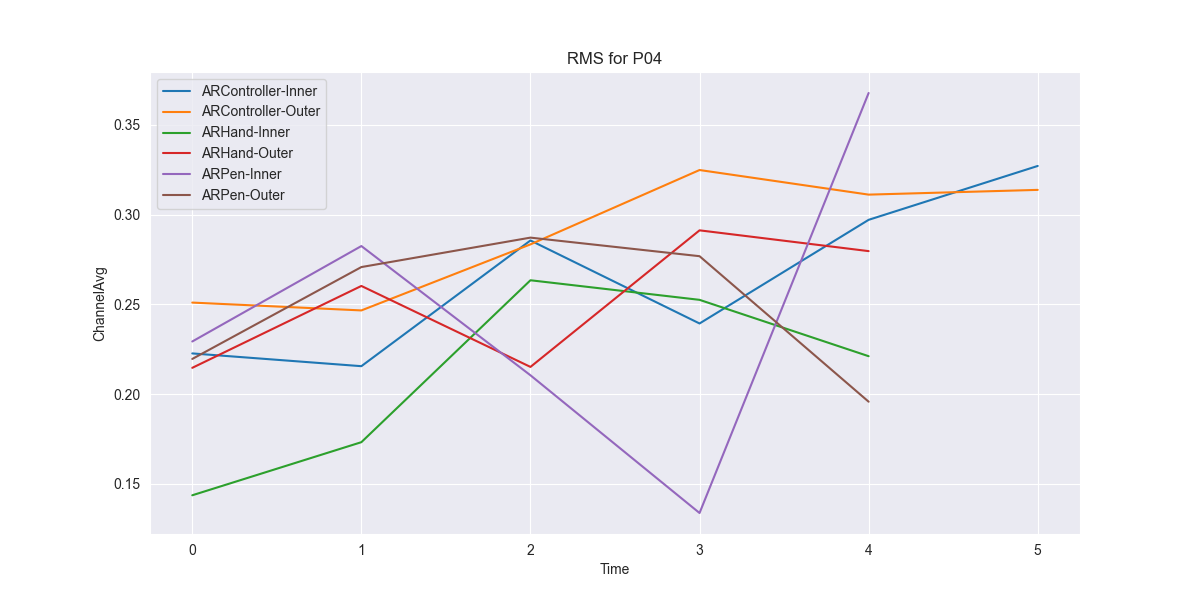 RMS for P04
ARController-Inner
ARController-Outer
ARHand-Inner
ARHand-Outer
ARPen-Inner
ARPen-Outer
ChannelAvg
0.35
0.30
0.25
0.20
0.15
0 1 2 3 4 5
Time